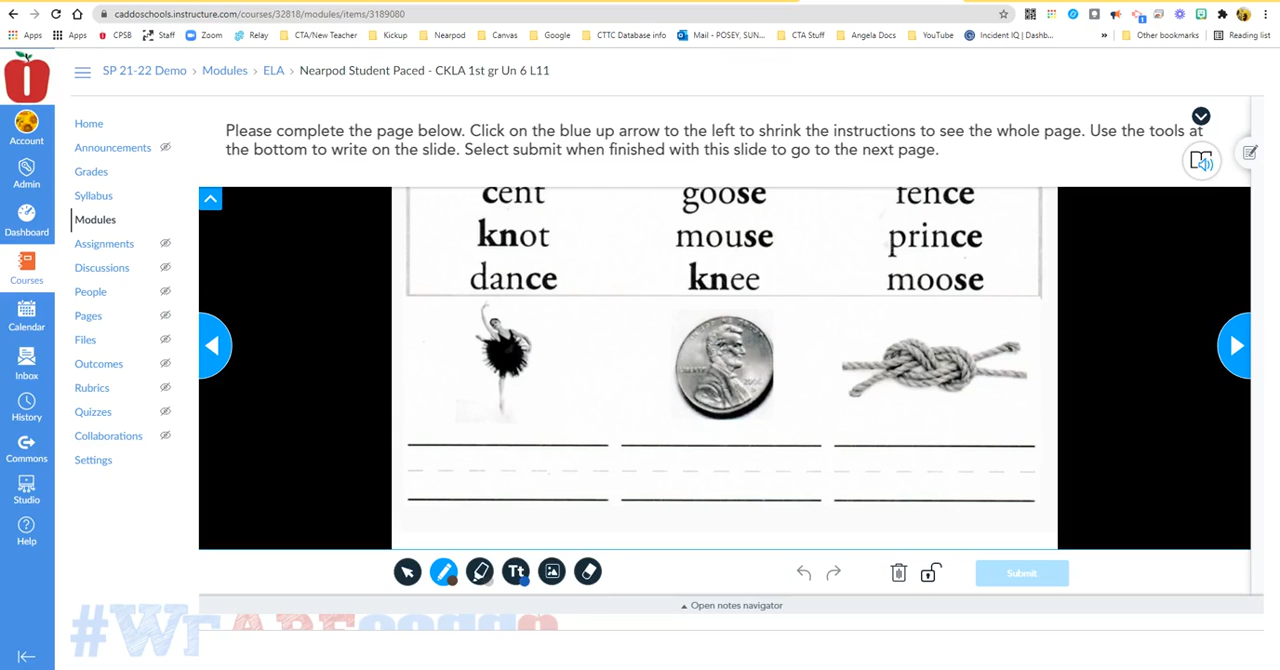 caddoschools.instructure.com/courses/32818/modules/items/3189080
Apps Apps CPSB Staff Zoom Relay CTA/New Teacher Kickup Nearpod Canvas Google CTTC Database info Mail - POSEY, SUN... CTA Stuff Angela Docs YouTube Incident IQ | Dashb... » Other bookmarks Reading list
SP 21-22 Demo > Modules > ELA > Nearpod Student Paced - CKLA 1st gr Un 6 L11
Account
Admin
Dashboard
Courses
Calendar
Inbox
History
Commons
Studio
Help
Home
Announcements
Grades
Syllabus
Modules
Assignments
Discussions
People
Pages
Files
Outcomes
Rubrics
Quizzes
Collaborations
Settings
Please complete the page below. Click on the blue up arrow to the left to shrink the instructions to see the whole page. Use the tools at
the bottom to write on the slide. Select submit when finished with this slide to go to the next page.
cent goose fence
knot mouse prince
dance knee moose
Tt Submit
Open notes navigator